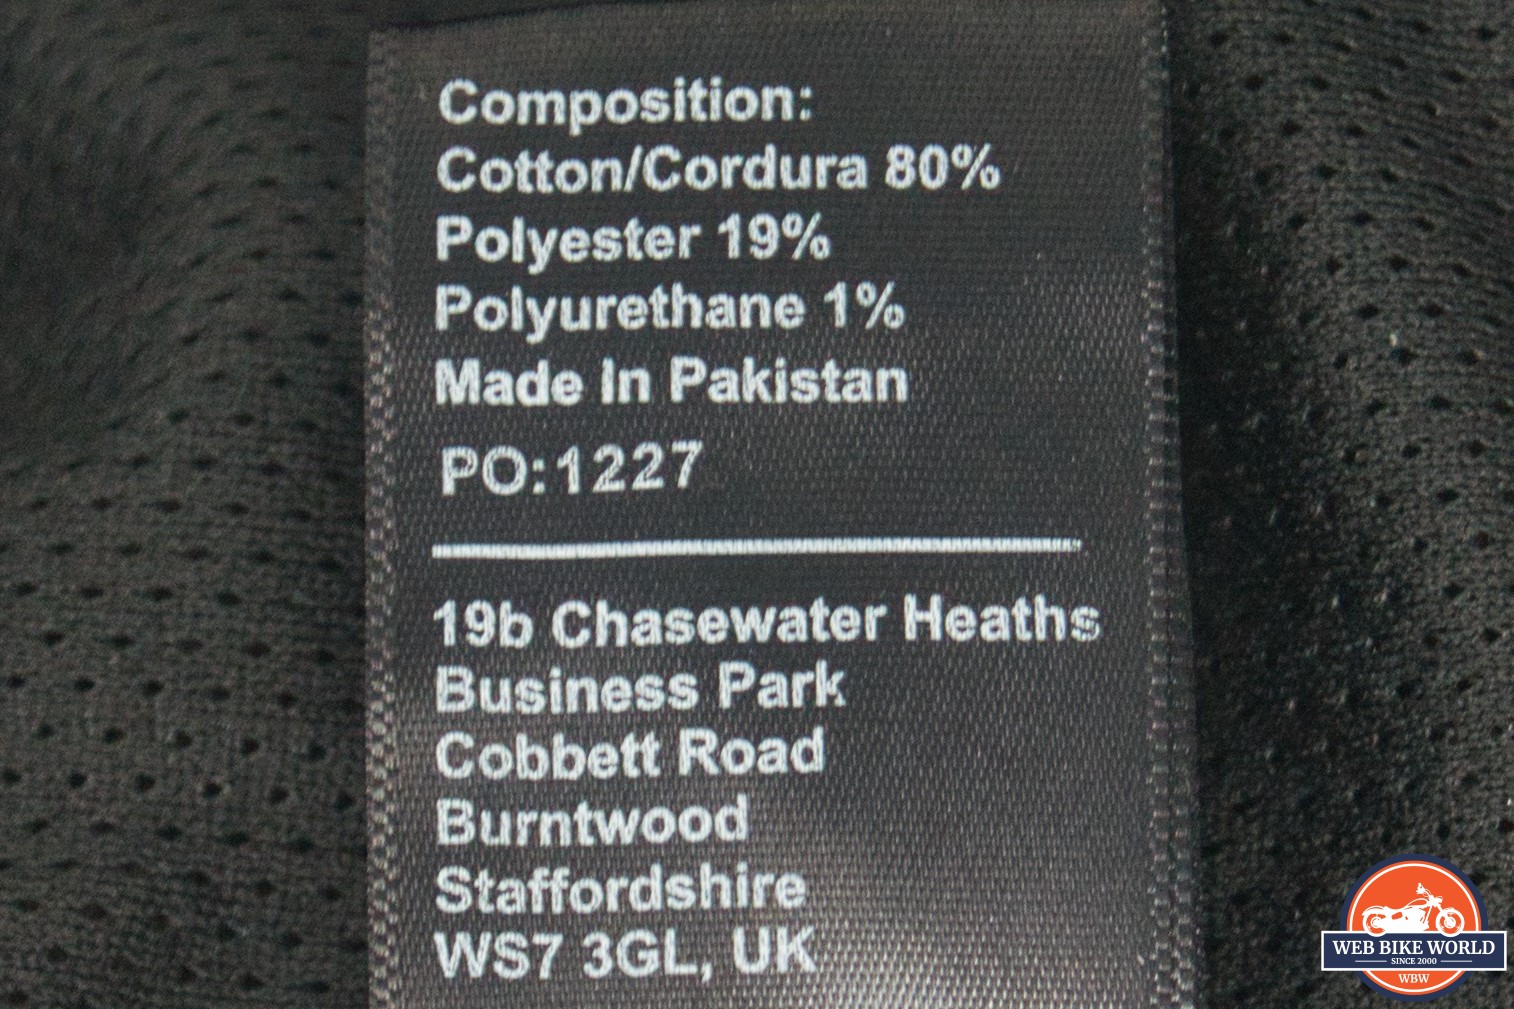 Composition:
Cotton/Cordura 80%
Polyester 19%
Polyurethane 1%
Made In Pakistan
PO:1227
19b Chasewater Heaths
Business Park
Cobbett Road
Burntwood
Staffordshire
WS7 3GL, UK
WEB BIKE WORLD
SINCE 2000
WBW